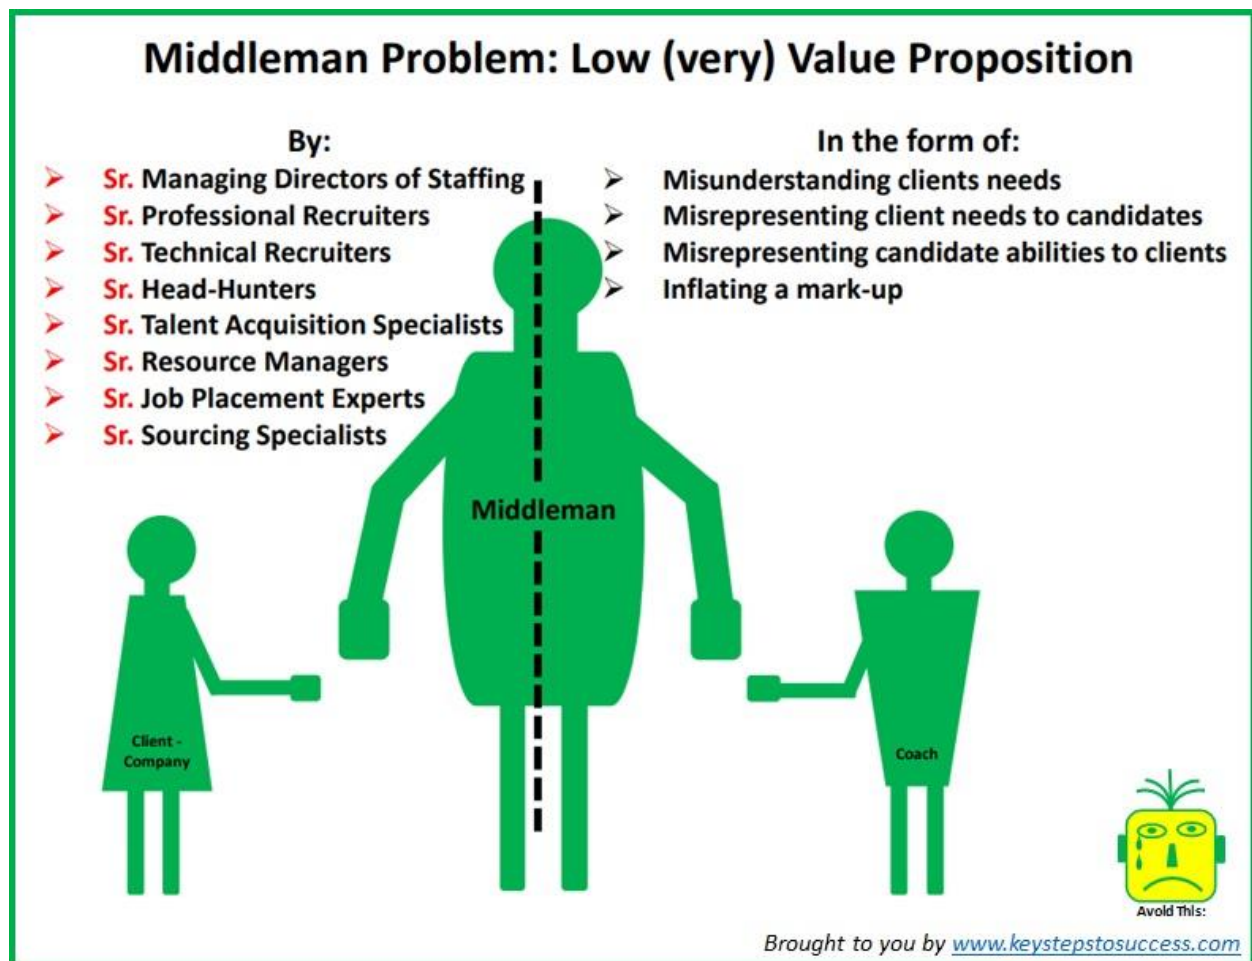 Middleman Problem: Low (very) Value Proposition
By:
Sr. Managing Directors of Staffing
Sr. Professional Recruiters
Sr. Technical Recruiters
Sr. Head-Hunters
Sr. Talent Acquisition Specialists
Sr. Resource Managers
Sr. Job Placement Experts
Sr. Sourcing Specialists
In the form of:
Misunderstanding clients needs
Misrepresenting client needs to candidates
Misrepresenting candidate abilities to clients
Inflating a mark-up
Middleman
Client -
Company
Coach
Avoid This:
Brought to you by www.keystepstosuccess.com